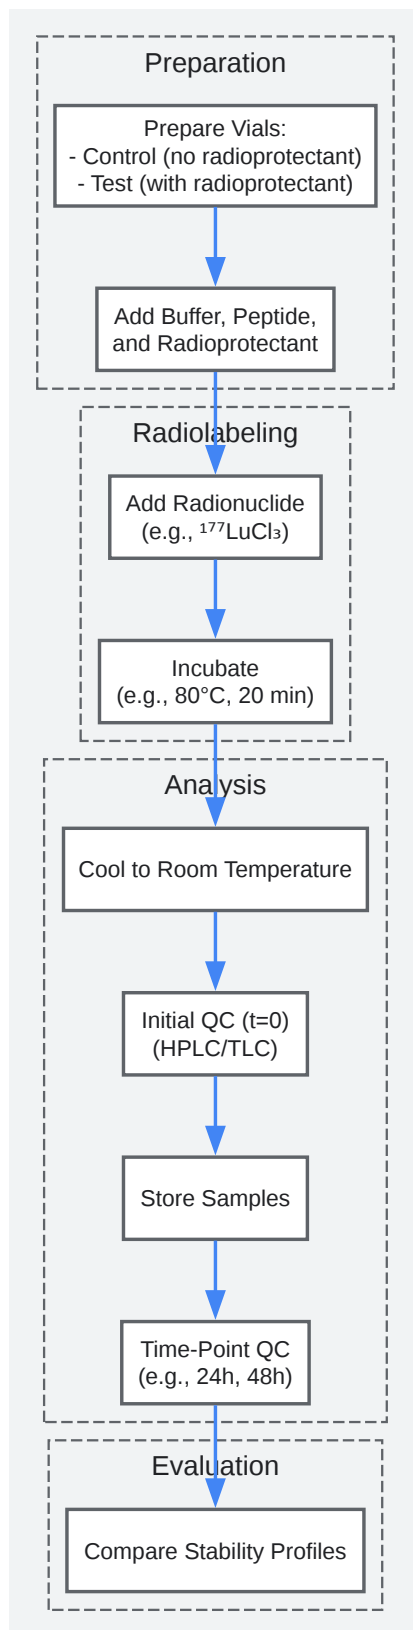 Preparation
Prepare Vials:
- Control (no radioprotectant)
- Test (with radioprotectant)
Add Buffer, Peptide,
and Radioprotectant
Radiolabeling
Add Radionuclide
(e.g., ¹⁷⁷LuCl₃)
Incubate
(e.g., 80°C, 20 min)
Analysis
Cool to Room Temperature
Initial QC (t=0)
(HPLC/TLC)
Store Samples
Time-Point QC
(e.g., 24h, 48h)
Evaluation
Compare Stability Profiles